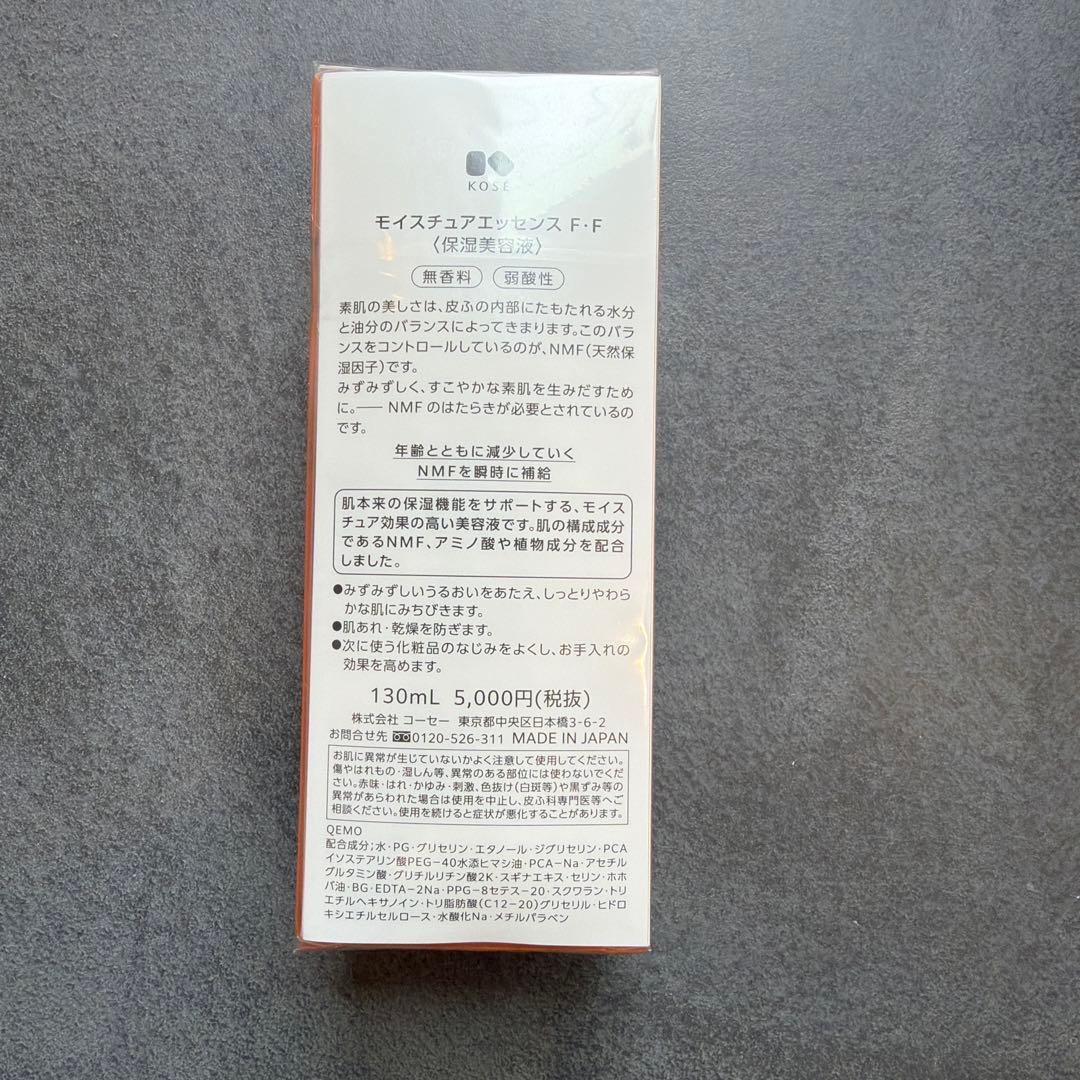 KOSÉ
モイスチュアエッセンス F・F
〈保湿美容液〉
無香料 弱酸性
素肌の美しさは、皮ふの内部にたもたれる水分
と油分のバランスによってきまります。このバラ
ンスをコントロールしているのが、NMF(天然保
湿因子)です。
みずみずしく、すこやかな素肌を生みだすため
に。── NMF のはたらきが必要とされているの
です。
年齢とともに減少していく
NMFを瞬時に補給
肌本来の保湿機能をサポートする、モイス
チュア効果の高い美容液です。肌の構成成分
であるNMF、アミノ酸や植物成分を配合
しました。
●みずみずしいうるおいをあたえ、しっとりやわら
かな肌にみちびきます。
●肌あれ・乾燥を防ぎます。
●次に使う化粧品のなじみをよくし、お手入れの
効果を高めます。
130mL 5,000円(税抜)
株式会社 コーセー 東京都中央区日本橋3-6-2
お問合せ先 0120-526-311 MADE IN JAPAN
お肌に異常が生じていないかよく注意して使用してください。
傷やはれもの・湿しん等、異常のある部位には使わないでくだ
さい。赤味・はれ・かゆみ・刺激、色抜け(白斑等)や黒ずみ等の
異常があらわれた場合は使用を中止し、皮ふ科専門医等へご
相談ください。使用を続けると症状が悪化することがあります。
QEMO
配合成分;水・PG・グリセリン・エタノール・ジグリセリン・PCA
イソステアリン酸PEG-40水添ヒマシ油・PCA-Na・アセチル
グルタミン酸・グリチルリチン酸2K・スギナエキス・セリン・ホホ
バ油・BG・EDTA-2Na・PPG-8セテス-20・スクワラン・トリ
エチルヘキサノイン・トリ脂肪酸(C12-20)グリセリル・ヒドロ
キシエチルセルロース・水酸化Na・メチルパラベン